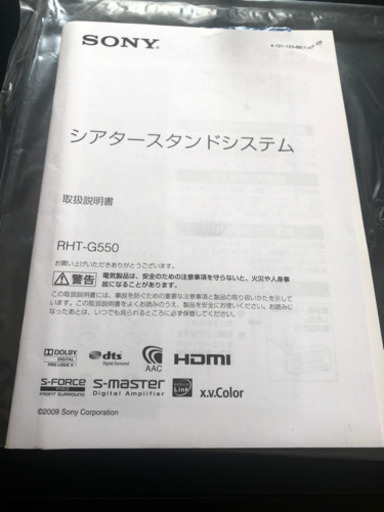 SONY
シアタースタンドシステム
取扱説明書
RHT-G550
お買い上げいただきありがとうございます。
警告 電気製品は、安全のための注意事項を守らないと、火災や人身事故になることがあります。
この取扱説明書には、事故を防ぐための重要な注意事項と製品の取り扱いかたを示して
います。この取扱説明書をよくお読みのうえ、製品を安全にお使いください。お読みに
なったあとは、いつでも見られるところに必ず保管してください。
DOLBY DIGITAL PRO LOGIC II
dts Digital Surround
AAC
HDMI
S-FORCE PRO FRONT SURROUND
S-MASTER Digital Amplifier
Link
x.v.Color
©2009 Sony Corporation